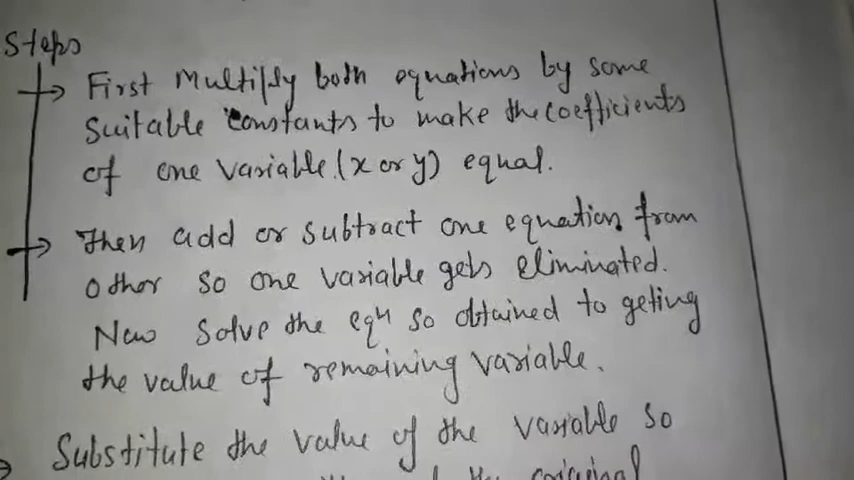 Steps
First Multiply both equations by some
Suitable constants to make the coefficients
of one variable (x or y) equal.
Then add or subtract one equation from
other so one variable gets eliminated.
Now solve the eqn so obtained to geting
the value of remaining variable.
Substitute the value of the variable so
original